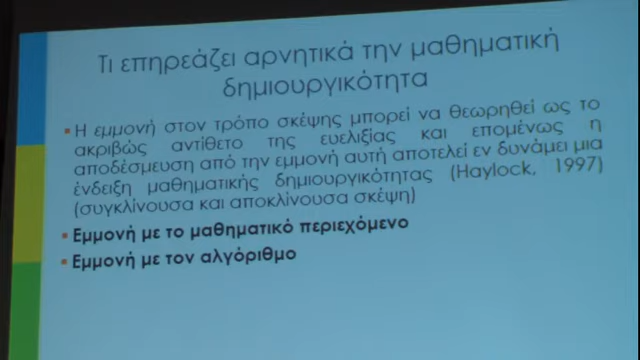 Τι επηρεάζει αρνητικά την μαθηματική
δημιουργικότητα
▪ Η εμμονή στον τρόπο σκέψης μπορεί να θεωρηθεί ως το
ακριβώς αντίθετο της ευελιξίας και επομένως η
αποδέσμευση από την εμμονή αυτή αποτελεί εν δυνάμει μια
ένδειξη μαθηματικής δημιουργικότητας (Haylock, 1997)
(συγκλίνουσα και αποκλίνουσα σκέψη)
▪ Εμμονή με το μαθηματικό περιεχόμενο
▪ Εμμονή με τον αλγόριθμο